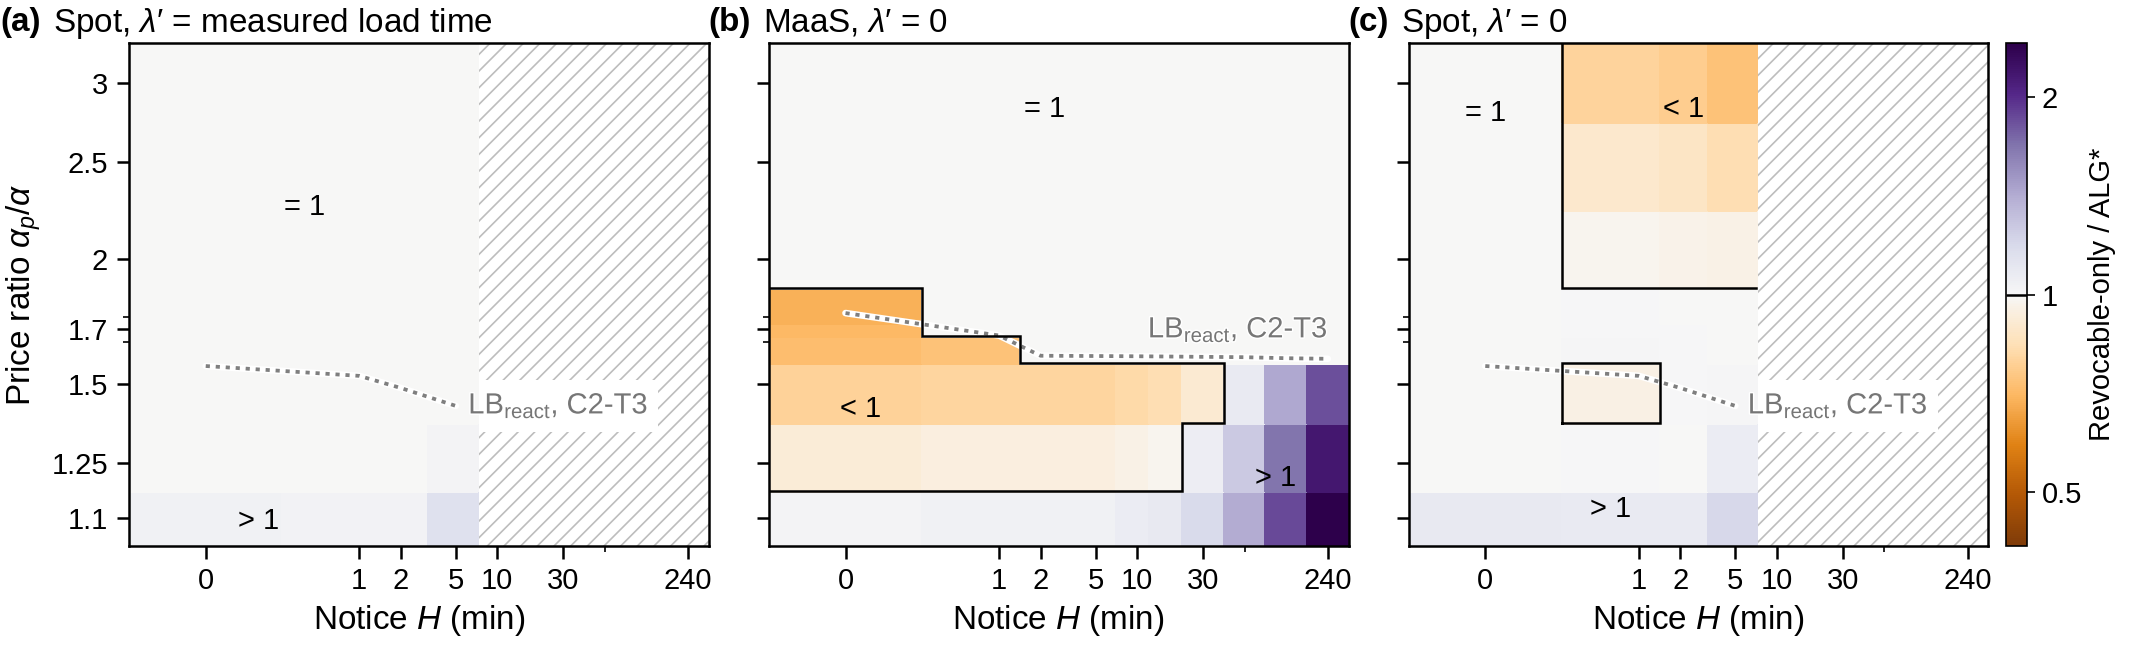 (a) Spot, λ′ = measured load time
(b) MaaS, λ′ = 0
(c) Spot, λ′ = 0
Price ratio αp/α
3
2.5
2
1.7
1.5
1.25
1.1
= 1
> 1
LBreact, C2-T3
0 1 2 5 10 30 240
Notice H (min)
= 1
LBreact, C2-T3
< 1
> 1
0 1 2 5 10 30 240
Notice H (min)
= 1
< 1
LBreact, C2-T3
> 1
0 1 2 5 10 30 240
Notice H (min)
2
1
0.5
Revocable-only / ALG*